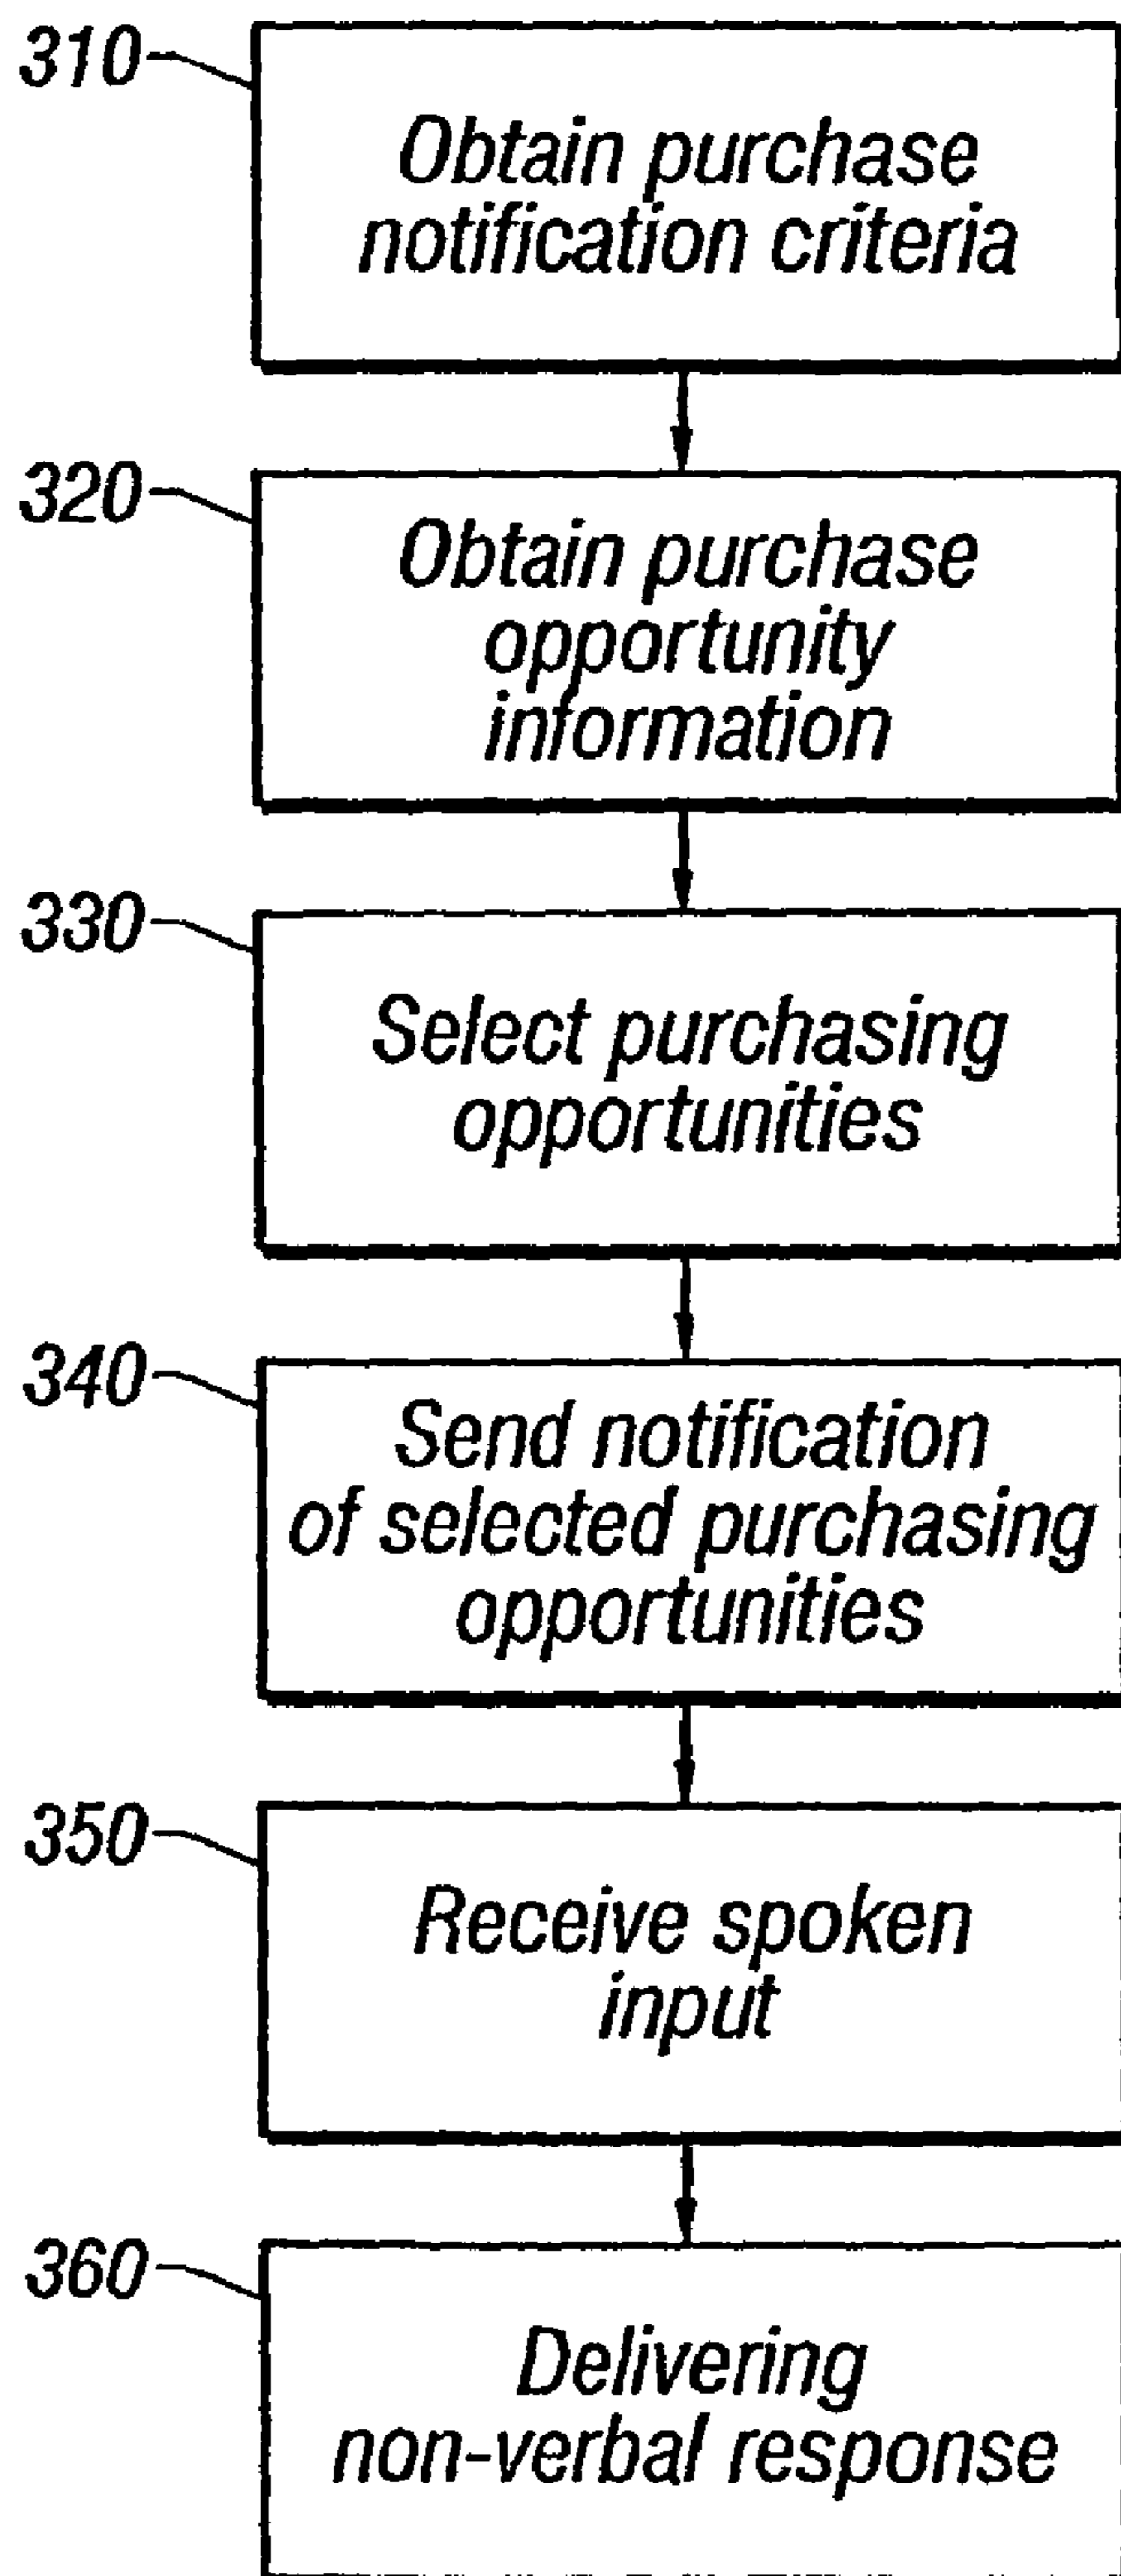 310
Obtain purchase
notification criteria
320
Obtain purchase
opportunity
information
330
Select purchasing
opportunities
340
Send notification
of selected purchasing
opportunities
350
Receive spoken
input
360
Delivering
non-verbal response